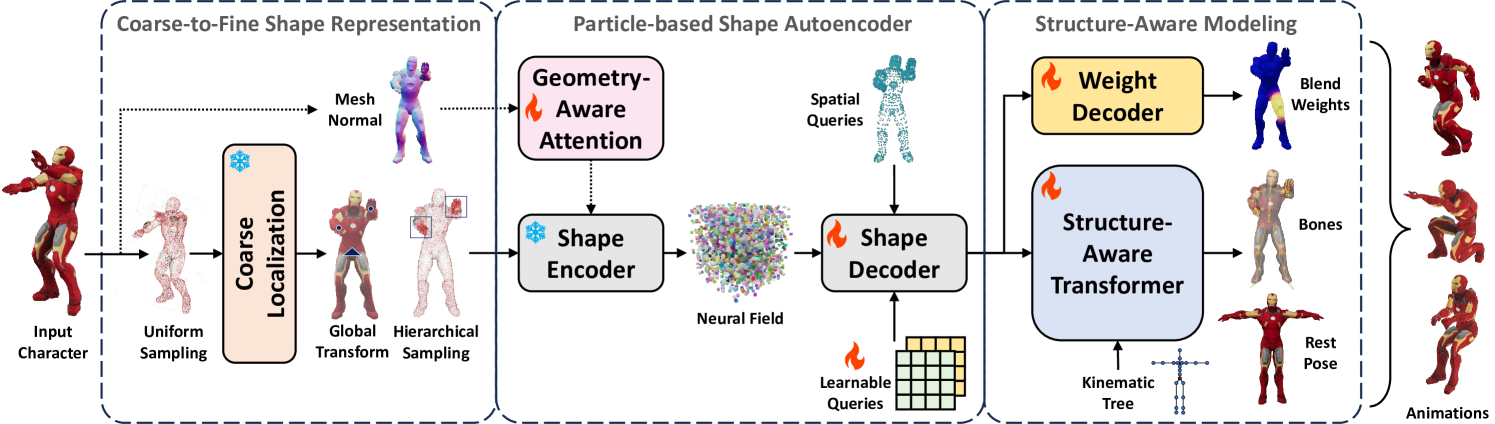 Coarse-to-Fine Shape Representation
Particle-based Shape Autoencoder
Structure-Aware Modeling
Input
Character
Mesh
Normal
Uniform
Sampling
Coarse
Localization
Global
Transform
Hierarchical
Sampling
Geometry-
Aware
Attention
Shape
Encoder
Neural Field
Spatial
Queries
Shape
Decoder
Learnable
Queries
Weight
Decoder
Blend
Weights
Structure-
Aware
Transformer
Bones
Kinematic
Tree
Rest
Pose
Animations